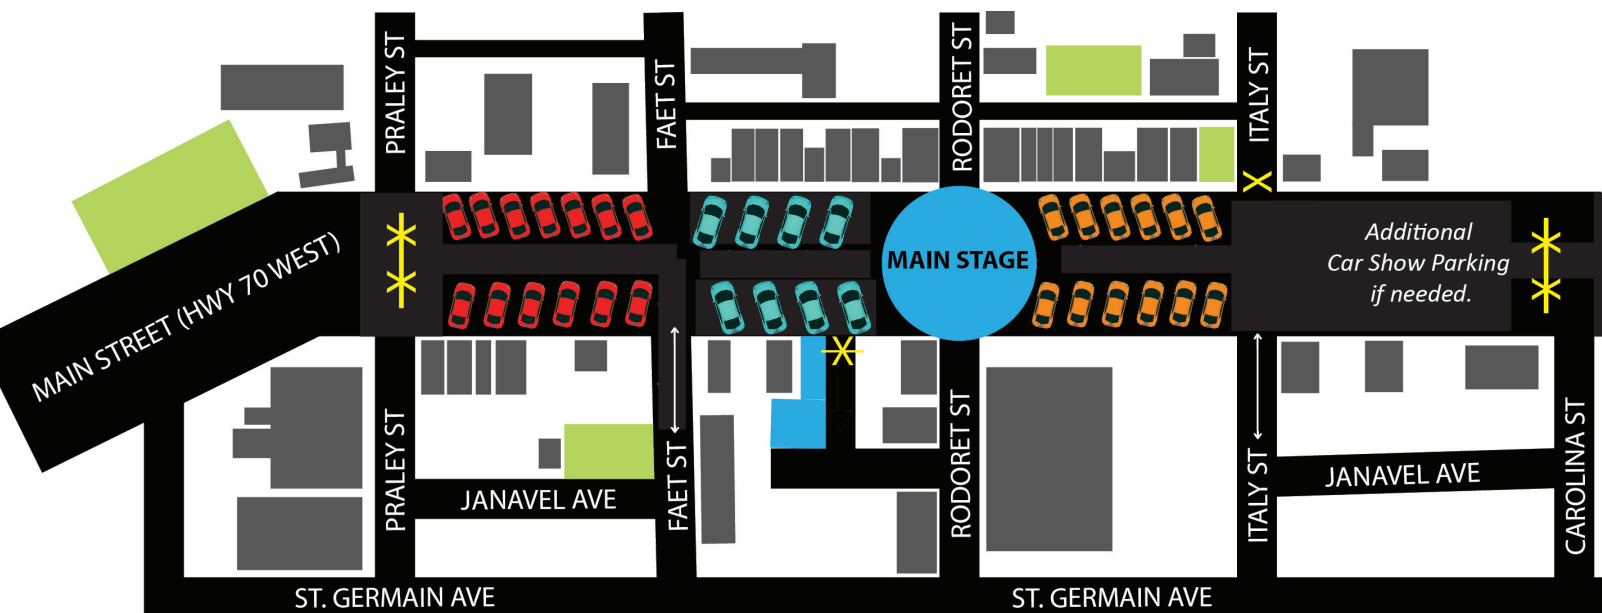 PRALEY ST
FAET ST
RODORET ST
ITALY ST
MAIN STREET (HWY 70 WEST)
MAIN STAGE
Additional
Car Show Parking
if needed.
PRALEY ST
JANAVEL AVE
FAET ST
RODORET ST
ITALY ST
JANAVEL AVE
CAROLINA ST
ST. GERMAIN AVE
ST. GERMAIN AVE